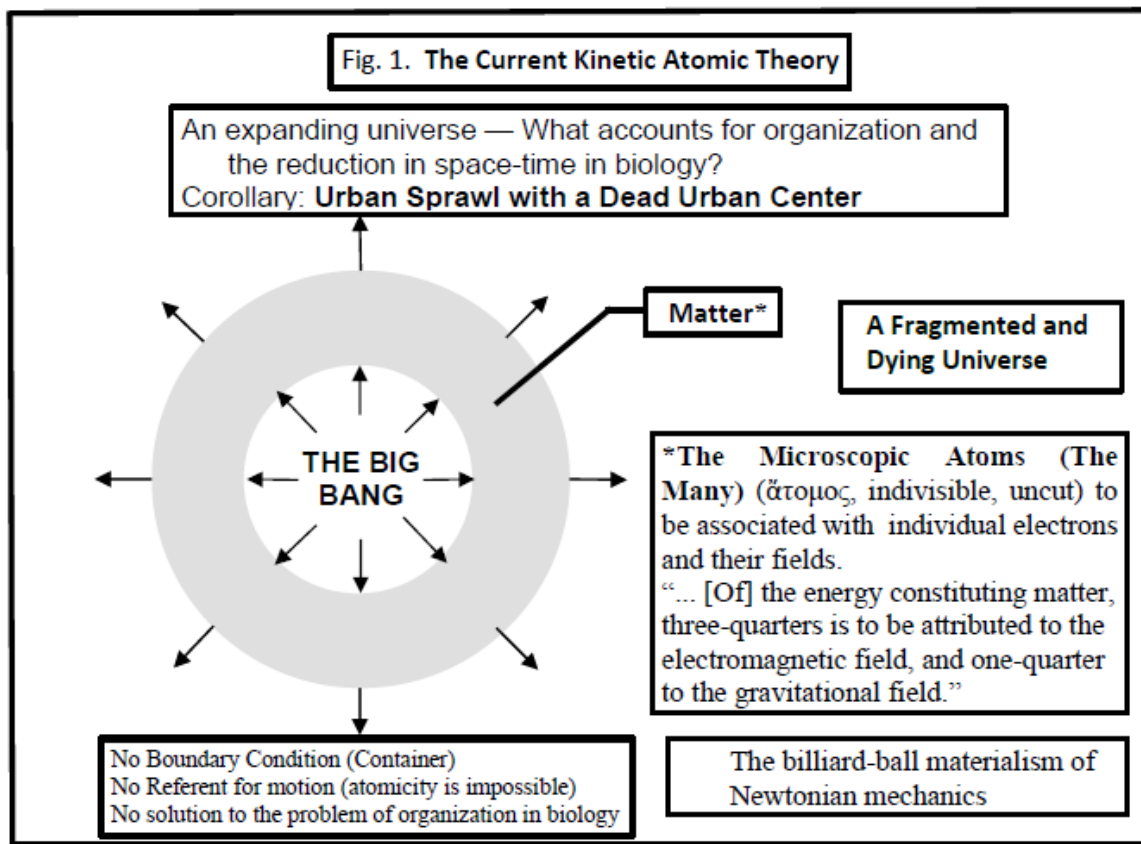 Fig. 1. The Current Kinetic Atomic Theory
An expanding universe — What accounts for organization and
the reduction in space-time in biology?
Corollary: Urban Sprawl with a Dead Urban Center
Matter*
A Fragmented and
Dying Universe
THE BIG
BANG
*The Microscopic Atoms (The
Many) (ἄτομος, indivisible, uncut) to
be associated with individual electrons
and their fields.
“... [Of] the energy constituting matter,
three-quarters is to be attributed to the
electromagnetic field, and one-quarter
to the gravitational field.”
No Boundary Condition (Container)
No Referent for motion (atomicity is impossible)
No solution to the problem of organization in biology
The billiard-ball materialism of
Newtonian mechanics